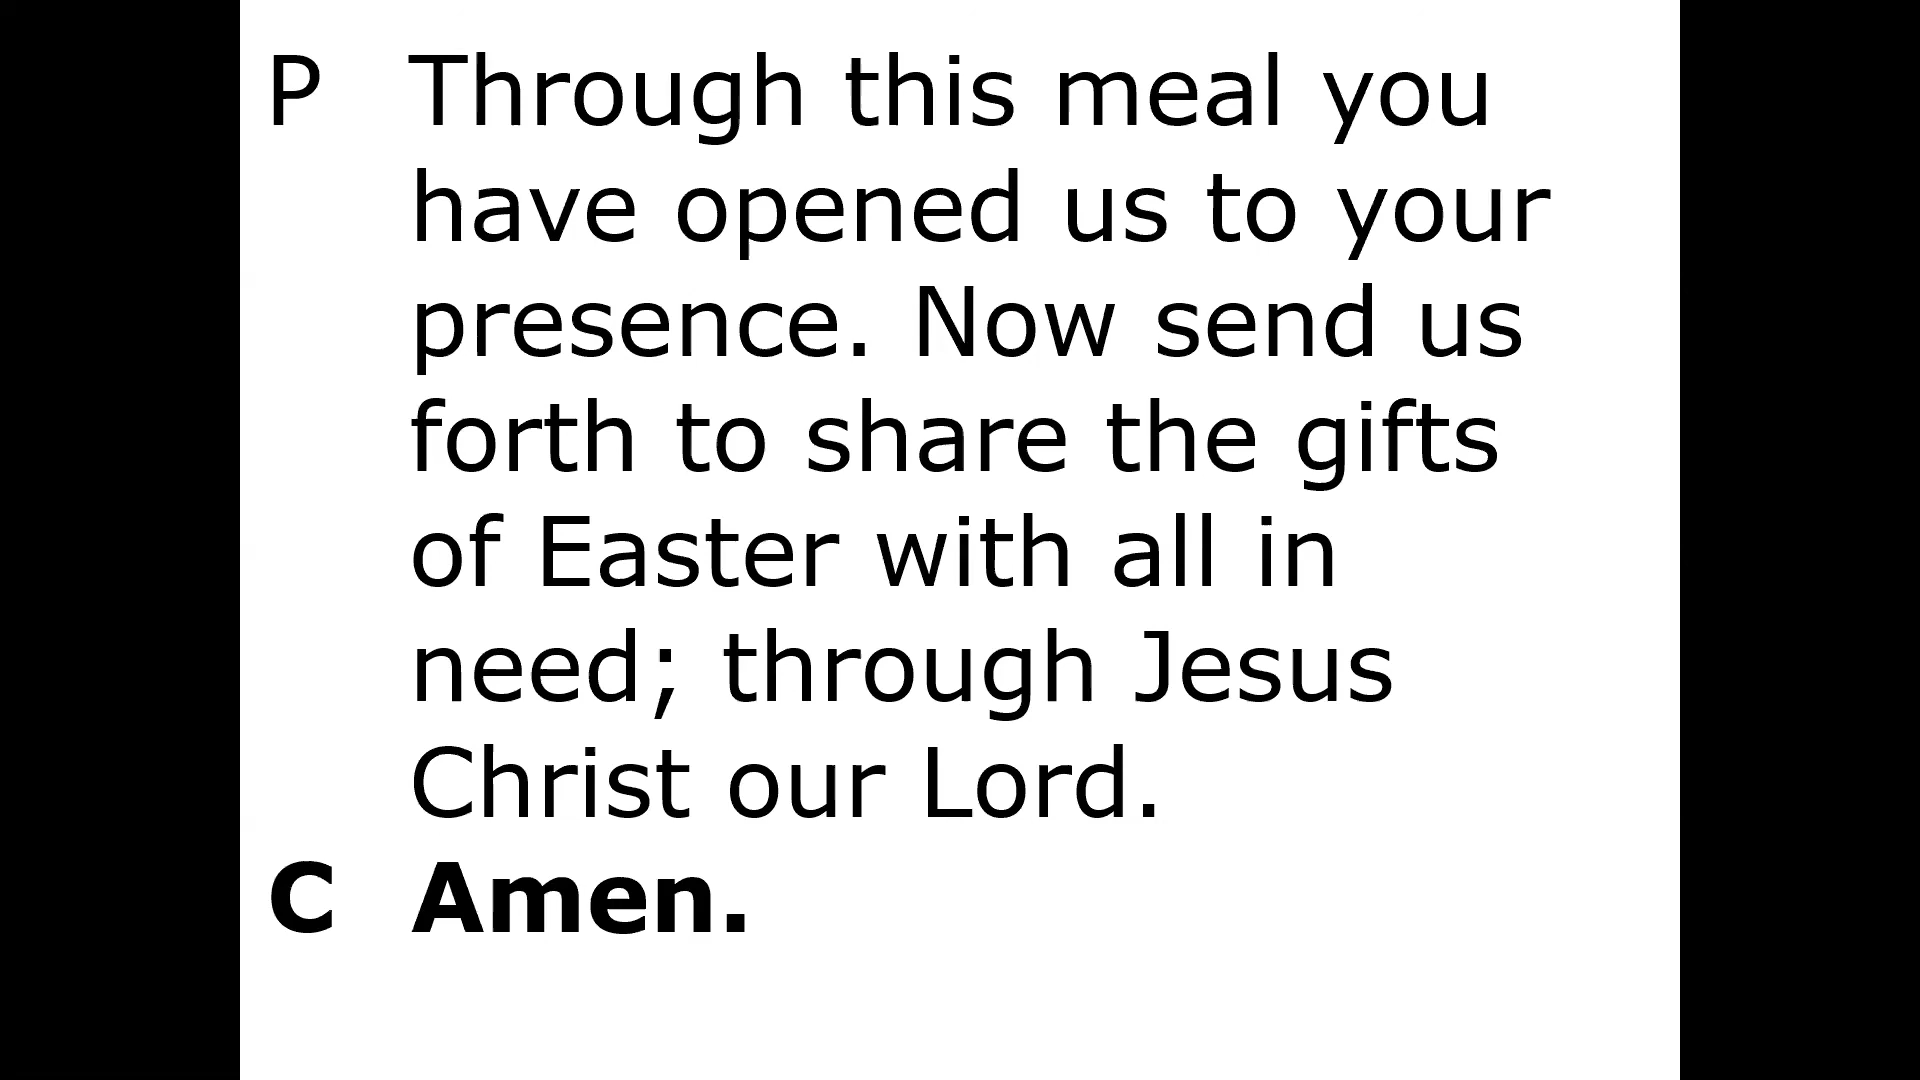 P Through this meal you
have opened us to your
presence. Now send us
forth to share the gifts
of Easter with all in
need; through Jesus
Christ our Lord.
C Amen.